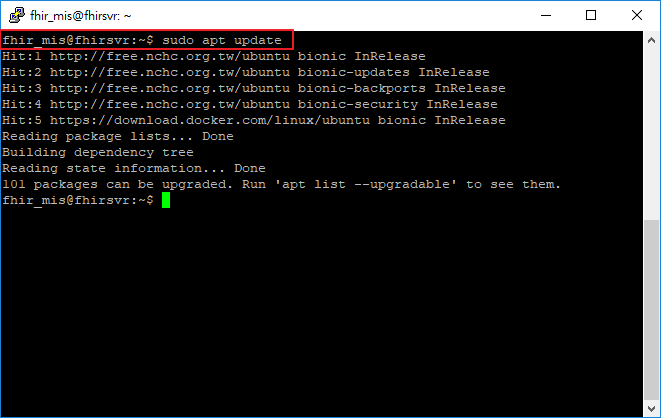 fhir_mis@fhirsvr: ~
fhir_mis@fhirsvr:~$ sudo apt update
Hit:1 http://free.nchc.org.tw/ubuntu bionic InRelease
Hit:2 http://free.nchc.org.tw/ubuntu bionic-updates InRelease
Hit:3 http://free.nchc.org.tw/ubuntu bionic-backports InRelease
Hit:4 http://free.nchc.org.tw/ubuntu bionic-security InRelease
Hit:5 https://download.docker.com/linux/ubuntu bionic InRelease
Reading package lists... Done
Building dependency tree
Reading state information... Done
101 packages can be upgraded. Run 'apt list --upgradable' to see them.
fhir_mis@fhirsvr:~$